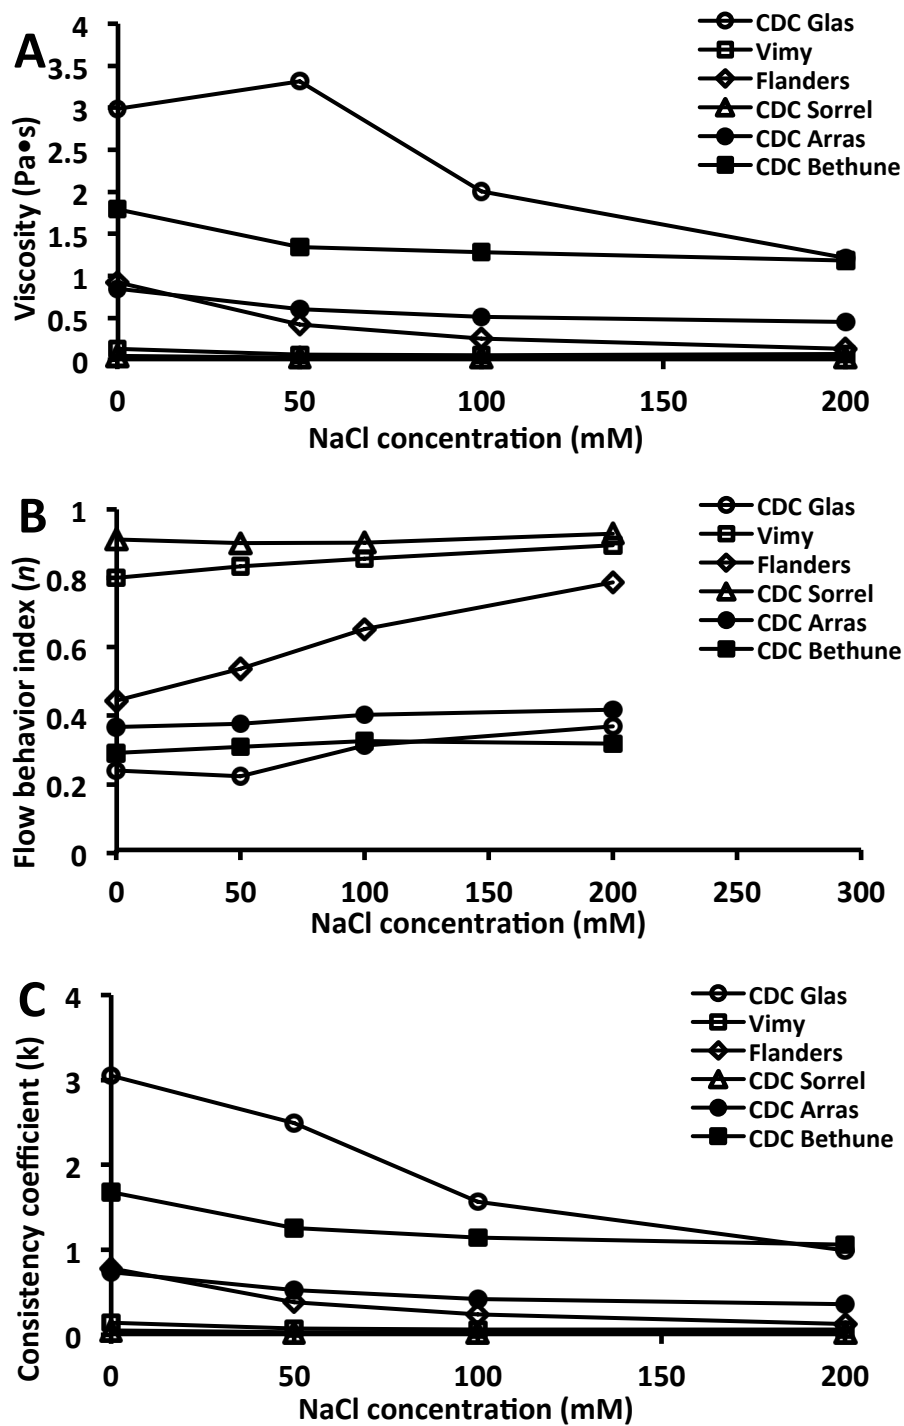 A
4
3.5
3
2.5
2
1.5
1
0.5
0
Viscosity (Pa•s)
CDC Glas
Vimy
Flanders
CDC Sorrel
CDC Arras
CDC Bethune
0 50 100 150 200
NaCl concentration (mM)
B
1
0.8
0.6
0.4
0.2
0
Flow behavior index (n)
CDC Glas
Vimy
Flanders
CDC Sorrel
CDC Arras
CDC Bethune
0 50 100 150 200 250 300
NaCl concentration (mM)
C
4
3
2
1
0
Consistency coefficient (k)
CDC Glas
Vimy
Flanders
CDC Sorrel
CDC Arras
CDC Bethune
0 50 100 150 200
NaCl concentration (mM)